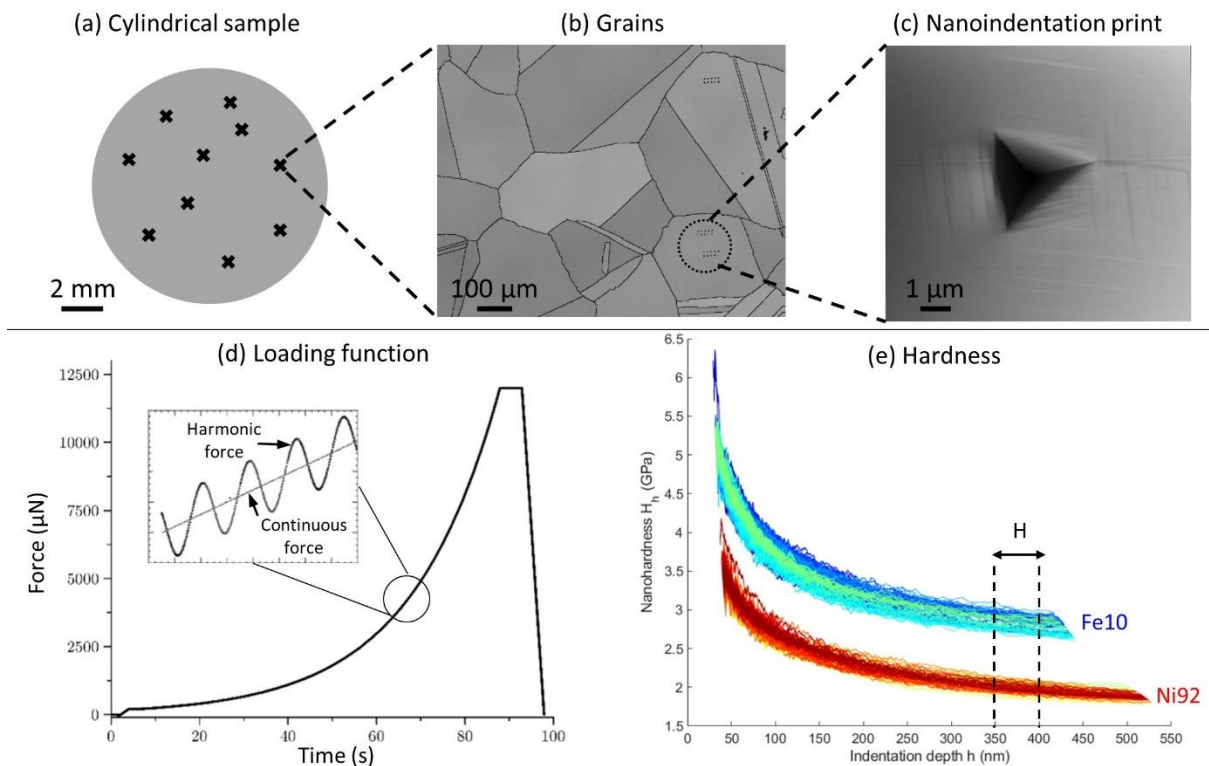 (a) Cylindrical sample
(b) Grains
(c) Nanoindentation print
2 mm
100 µm
1 µm
(d) Loading function
12500
10000
7500
5000
2500
0
Force (µN)
Harmonic
force
Continuous
force
0
20
40
60
80
100
Time (s)
(e) Hardness
6.5
6
5.5
5
4.5
4
3.5
3
2.5
2
1.5
Nanohardness Hₕ (GPa)
H
Fe10
Ni92
0
50
100
150
200
250
300
350
400
450
500
550
Indentation depth h (nm)